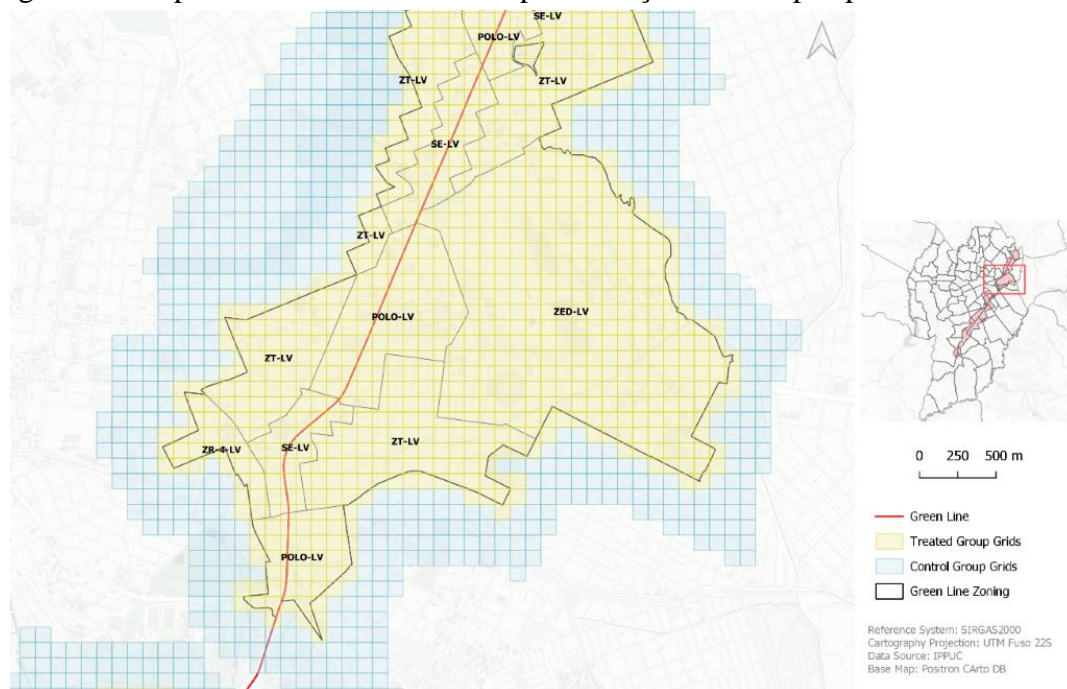 SE-LV
POLO-LV
ZT-LV
ZT-LV
SE-LV
ZT-LV
POLO-LV
ZED-LV
ZT-LV
ZR-4-LV
SE-LV
ZT-LV
POLO-LV
0 250 500 m
Green Line
Treated Group Grids
Control Group Grids
Green Line Zoning
Reference System: SIRGAS2000
Cartography Projection: UTM Fuso 22S
Data Source: IPPUC
Base Map: Positron CArto DB